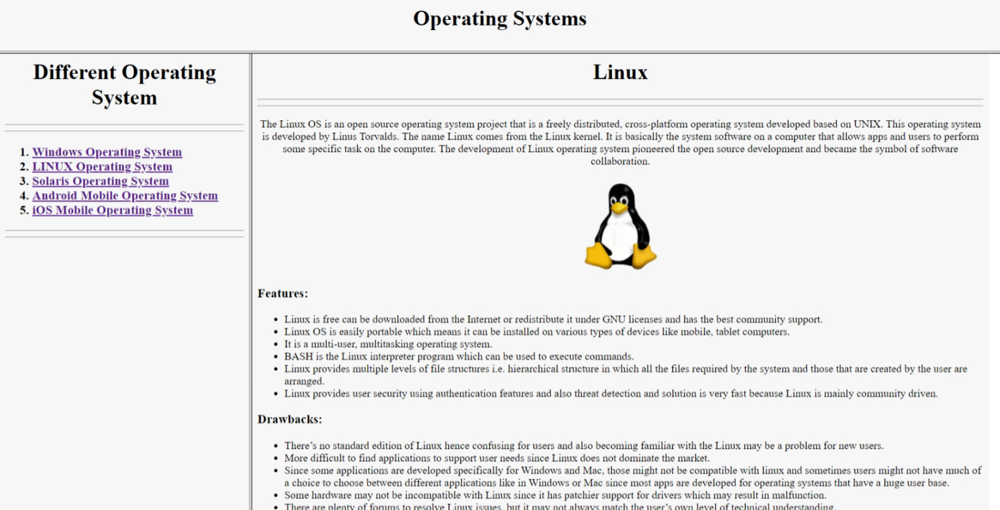 Operating Systems
Different Operating
System
1. Windows Operating System
2. LINUX Operating System
3. Solaris Operating System
4. Android Mobile Operating System
5. iOS Mobile Operating System
Linux
The Linux OS is an open source operating system project that is a freely distributed, cross-platform operating system developed based on UNIX. This operating system
is developed by Linus Torvalds. The name Linux comes from the Linux kernel. It is basically the system software on a computer that allows apps and users to perform
some specific task on the computer. The development of Linux operating system pioneered the open source development and became the symbol of software
collaboration.
Features:
• Linux is free can be downloaded from the Internet or redistribute it under GNU licenses and has the best community support.
• Linux OS is easily portable which means it can be installed on various types of devices like mobile, tablet computers.
• It is a multi-user, multitasking operating system.
• BASH is the Linux interpreter program which can be used to execute commands.
• Linux provides multiple levels of file structures i.e. hierarchical structure in which all the files required by the system and those that are created by the user are
arranged.
• Linux provides user security using authentication features and also threat detection and solution is very fast because Linux is mainly community driven.
Drawbacks:
• There’s no standard edition of Linux hence confusing for users and also becoming familiar with the Linux may be a problem for new users.
• More difficult to find applications to support user needs since Linux does not dominate the market.
• Since some applications are developed specifically for Windows and Mac, those might not be compatible with linux and sometimes users might not have much of
a choice to choose between different applications like in Windows or Mac since most apps are developed for operating systems that have a huge user base.
• Some hardware may not be incompatible with Linux since it has patchier support for drivers which may result in malfunction.
• There are plenty of forums to resolve Linux issues, but it may not always match the user’s own level of technical understanding.